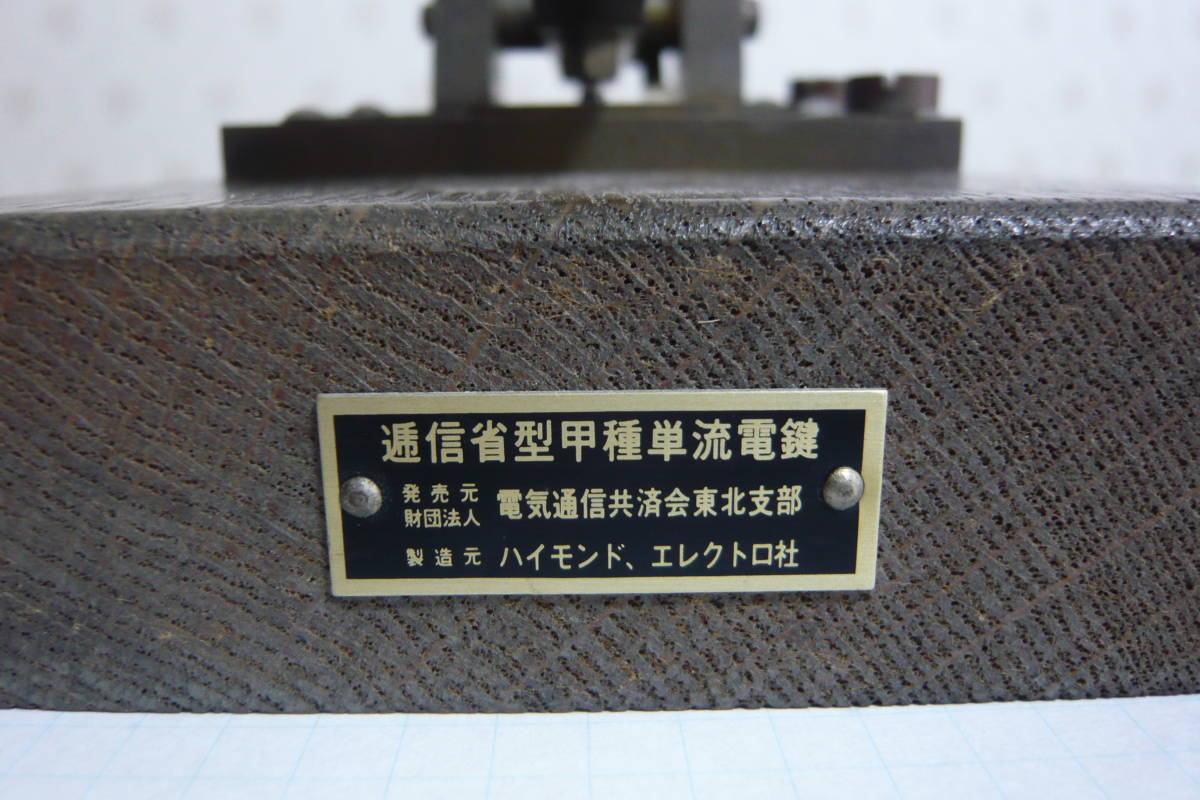 逓信省型甲種単流電鍵
発売元
財団法人 電気通信共済会東北支部
製造元 ハイモンド、エレクトロ社